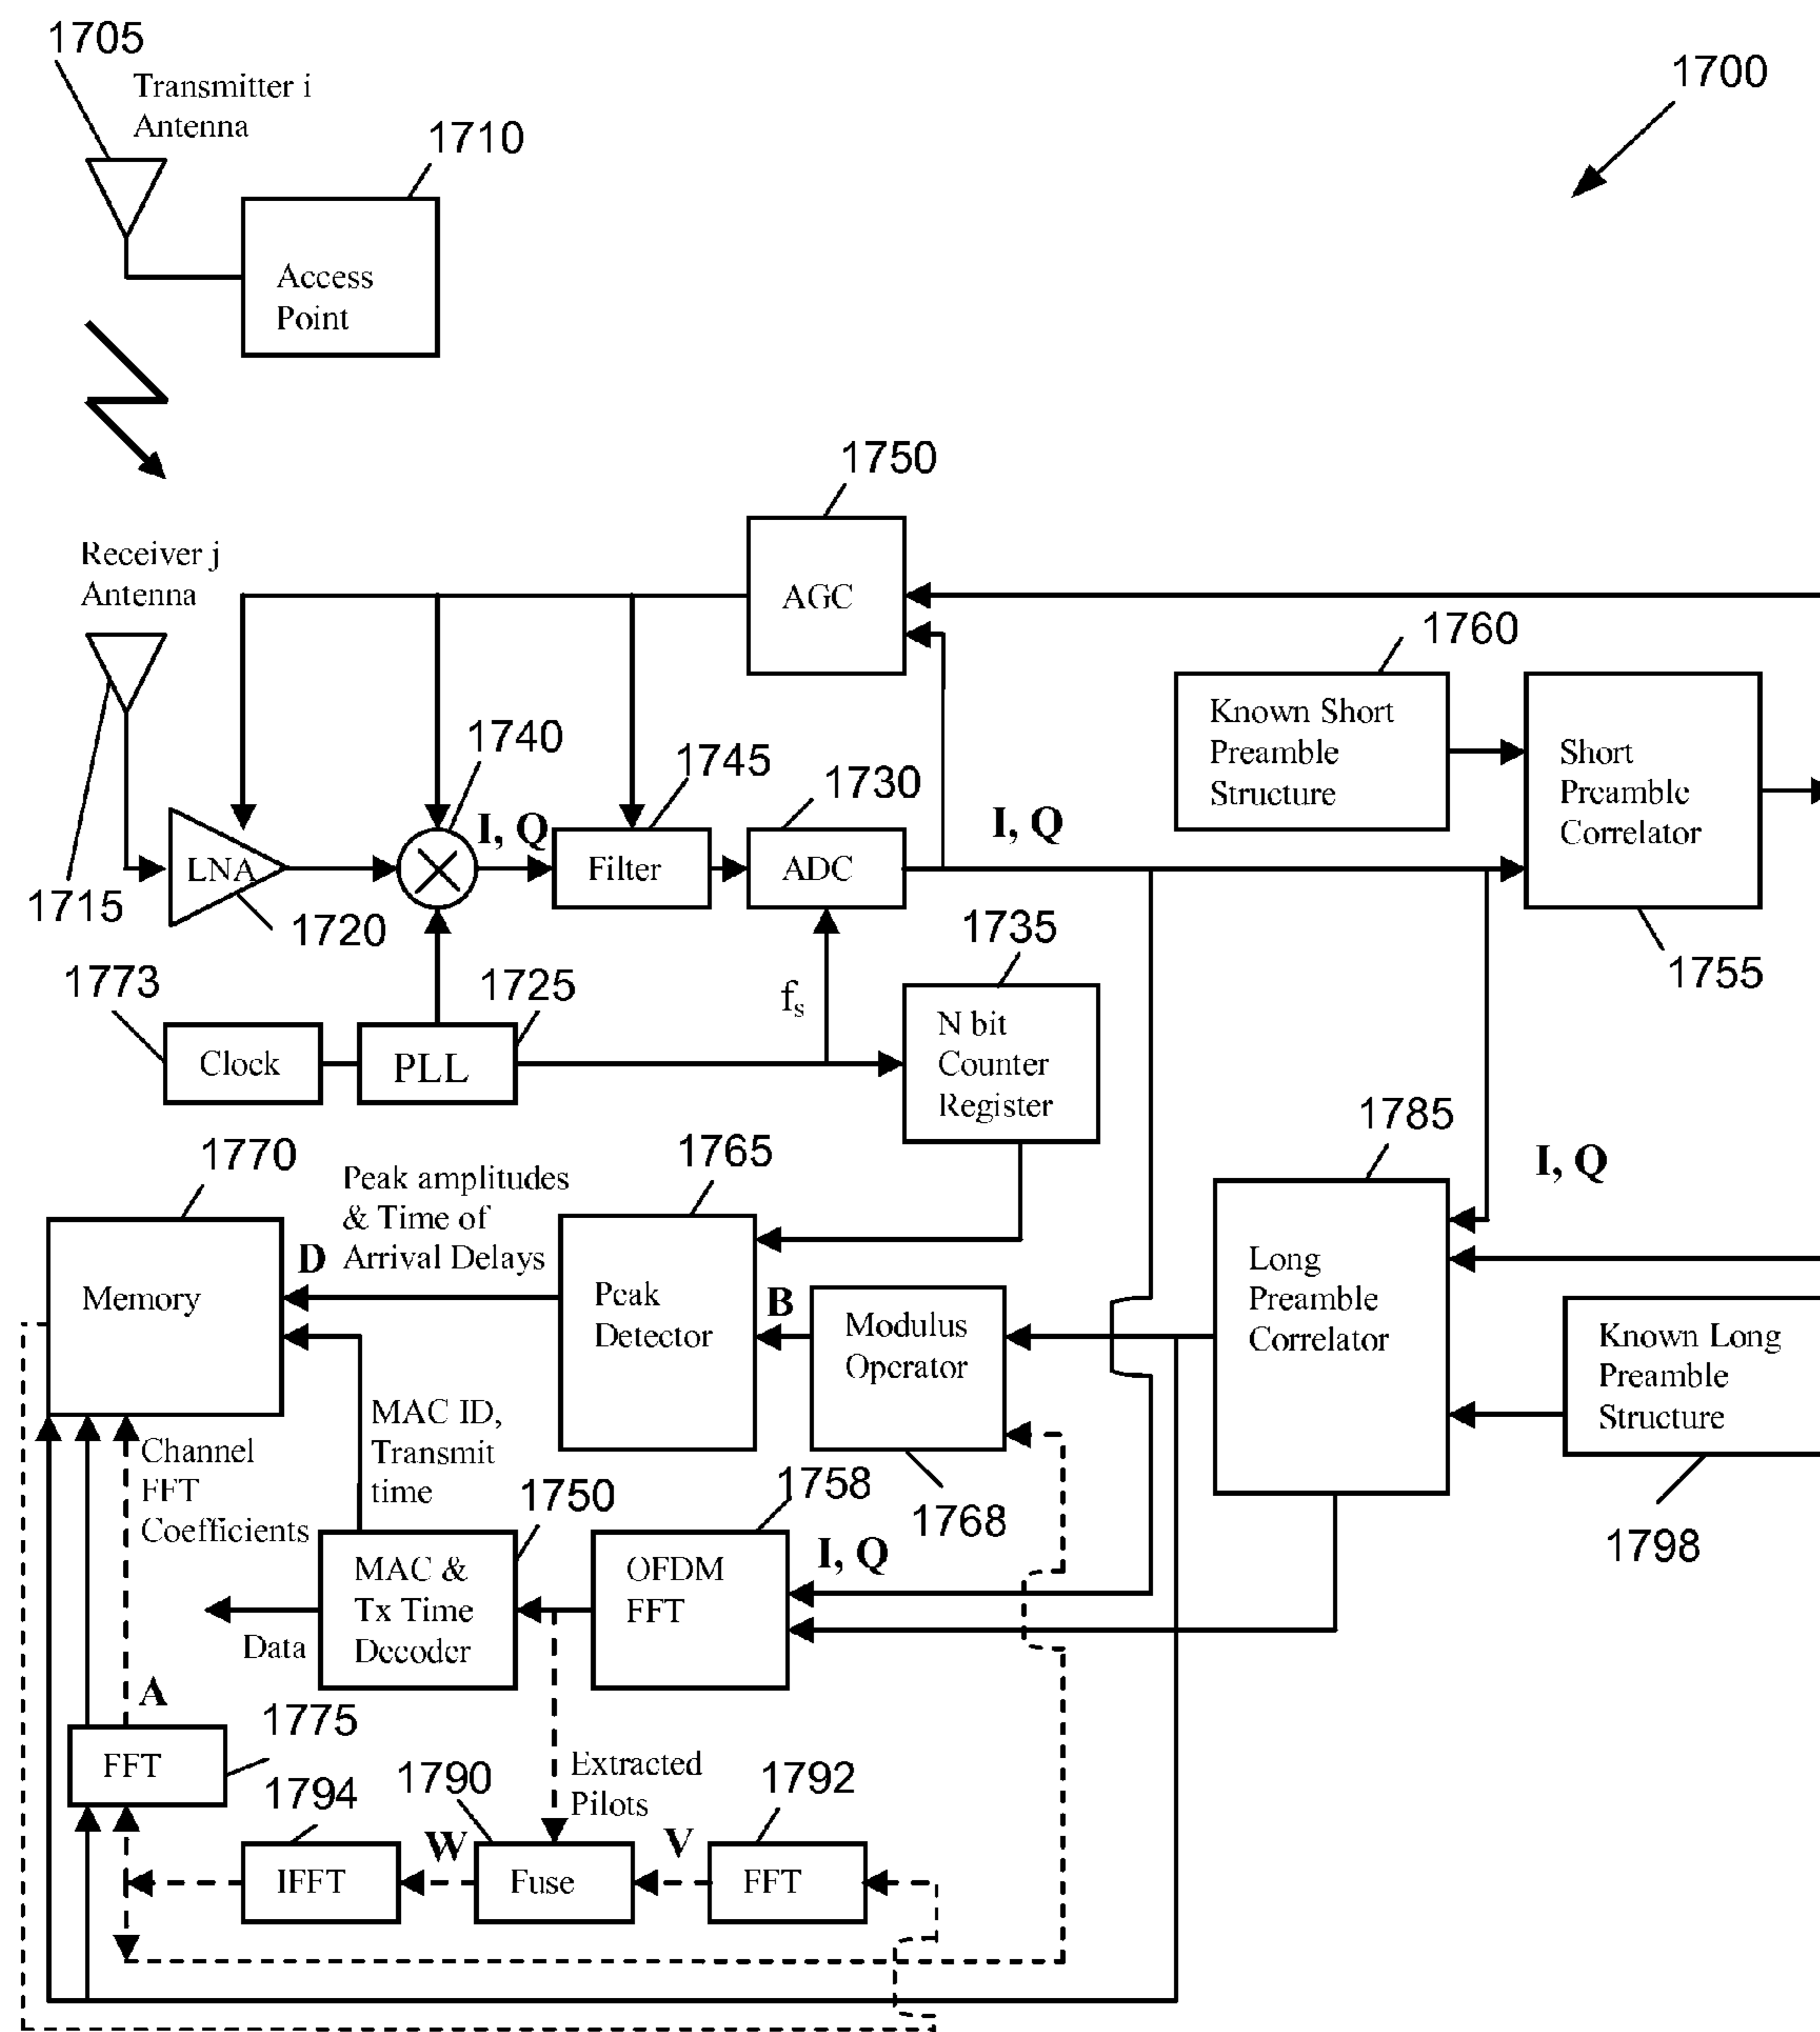 1705
Transmitter i
Antenna
1710
1700
Access
Point
1750
Receiver j
Antenna
AGC
1760
Known Short
Preamble
Structure
Short
Preamble
Correlator
1740
1745
1730
I, Q
I, Q
LNA
Filter
ADC
1715
1720
1735
1755
1773
1725
fs
N bit
Counter
Register
Clock
PLL
1785
1770
1765
I, Q
Peak amplitudes
& Time of
Arrival Delays
D
Memory
Peak
Detector
B
Modulus
Operator
Long
Preamble
Correlator
Known Long
Preamble
Structure
MAC ID,
Transmit
time
Channel
FFT
Coefficients
1750
1758
1768
1798
I, Q
MAC &
Tx Time
Decoder
OFDM
FFT
Data
A
1775
FFT
1794
1790
Extracted
Pilots
1792
W
V
IFFT
Fuse
FFT